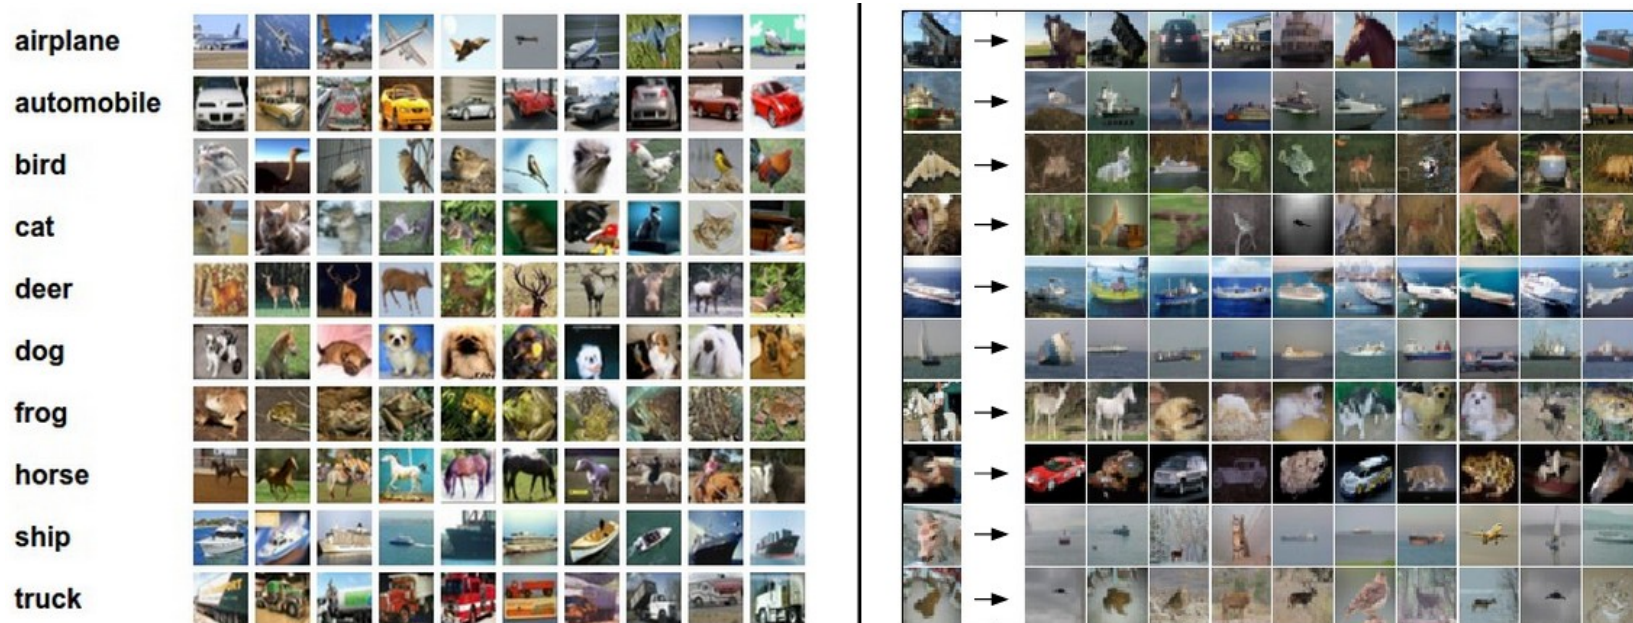 airplane
automobile
bird
cat
deer
dog
frog
horse
ship
truck